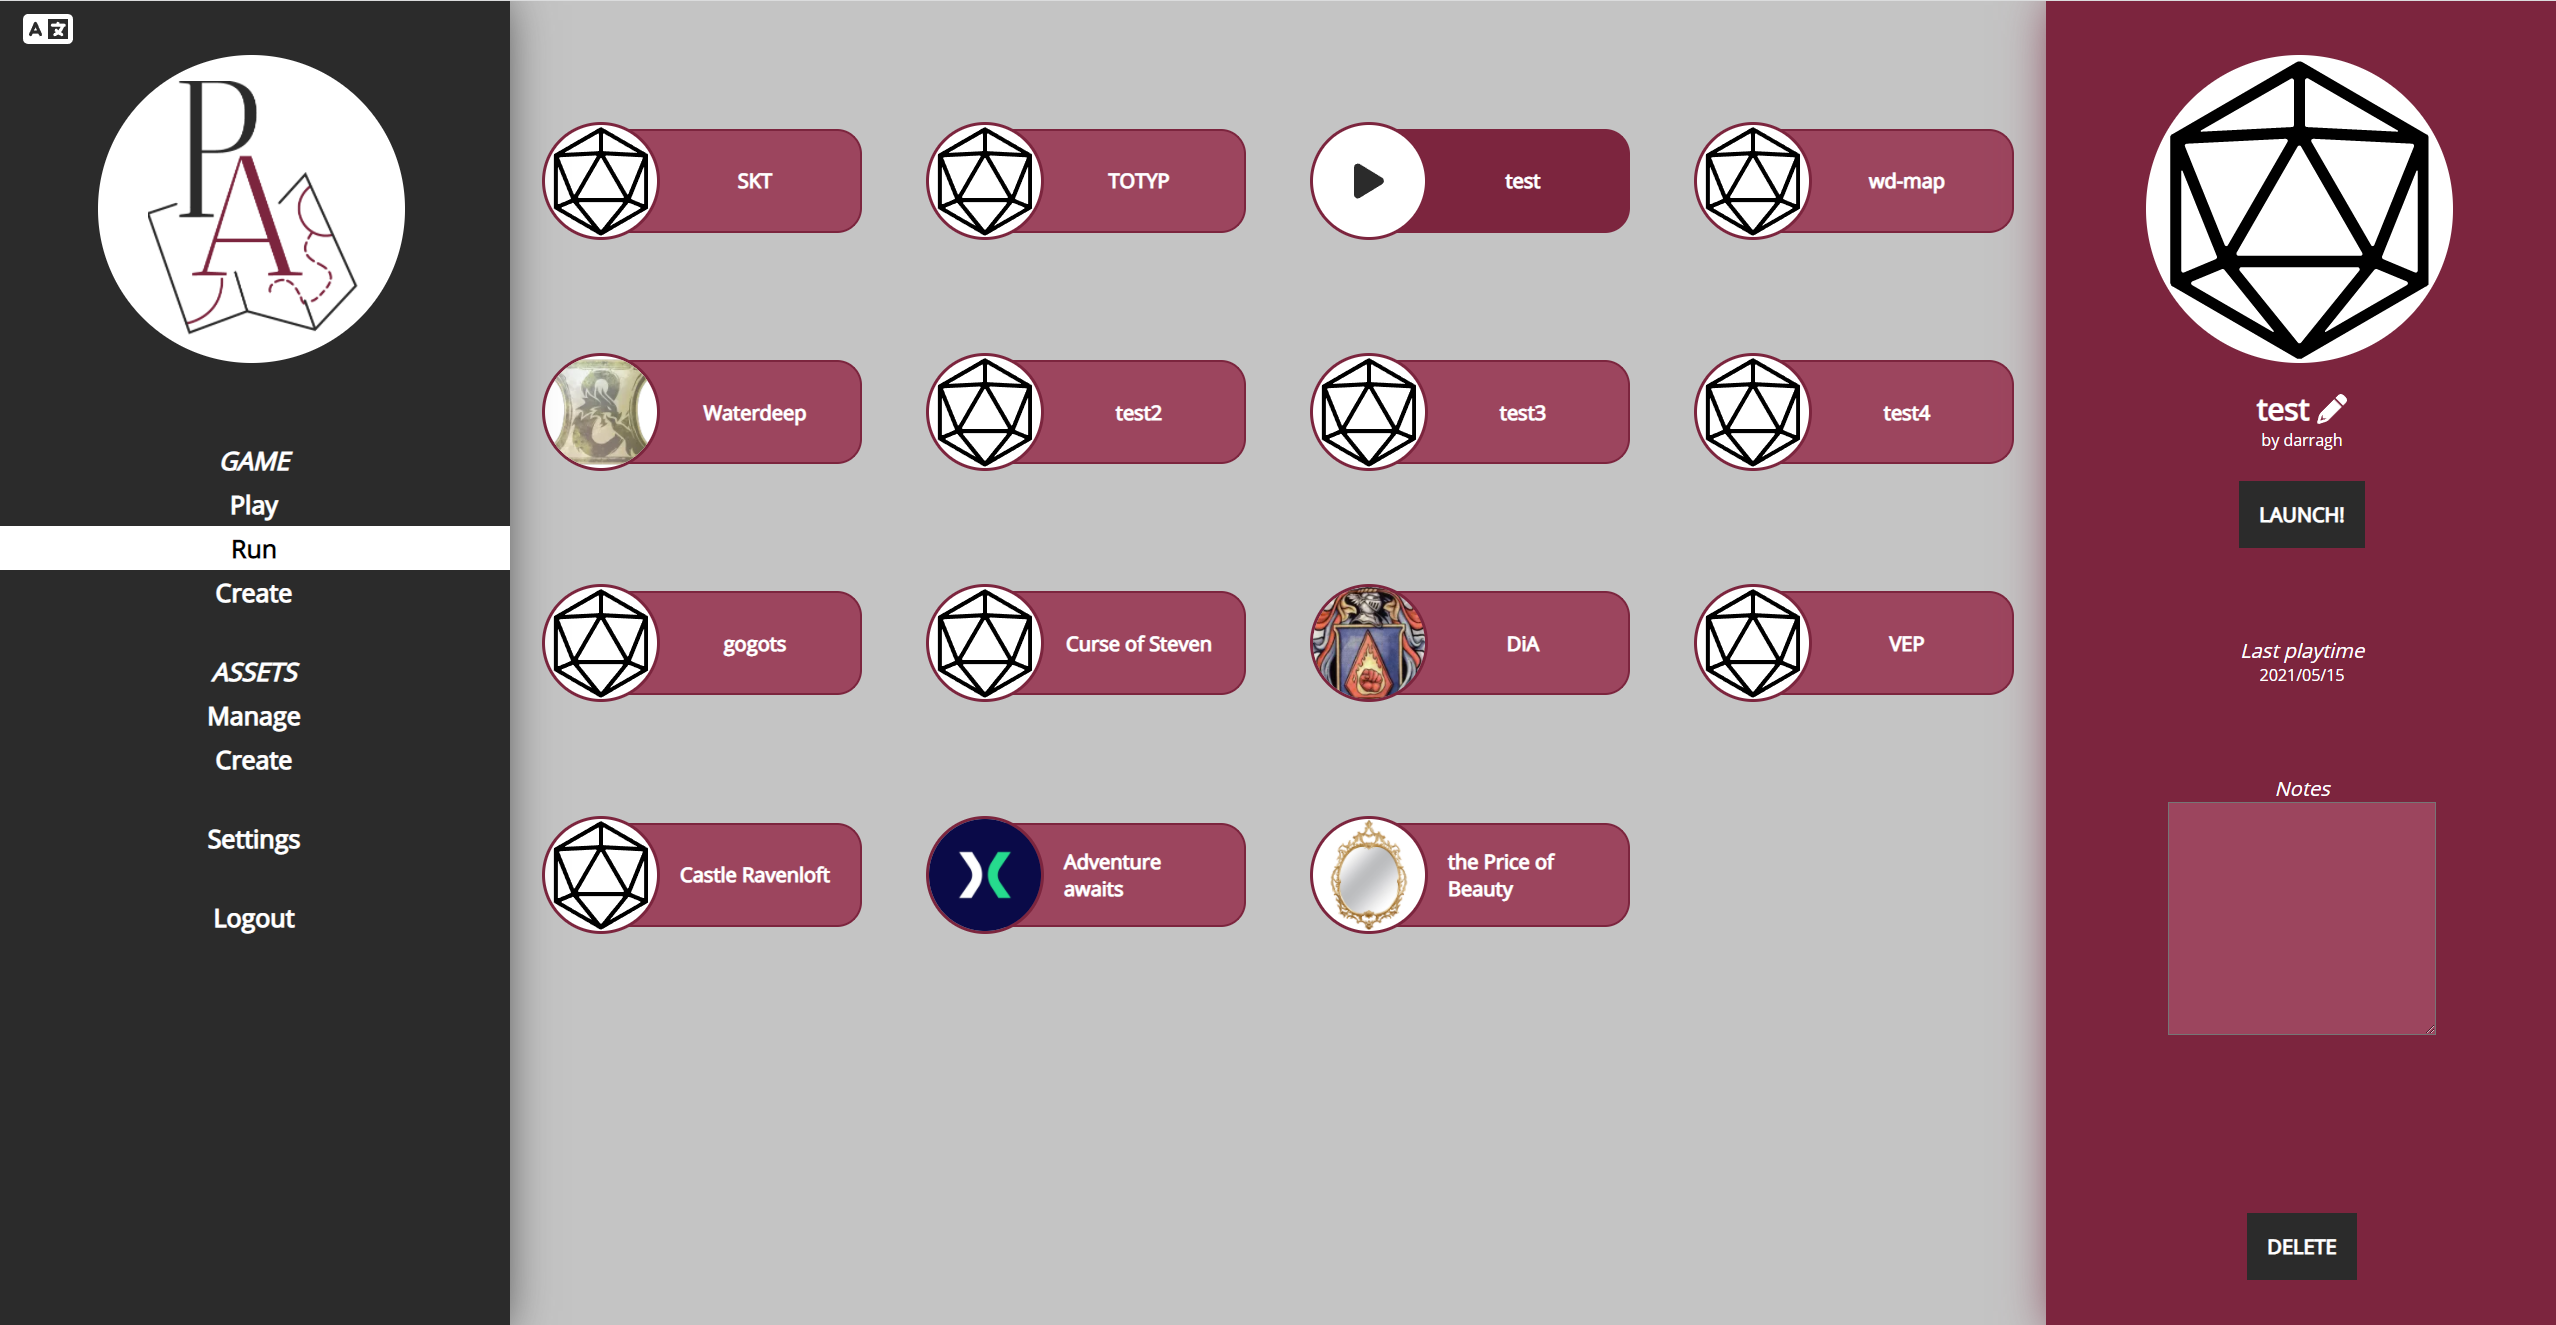 A 文
PA
GAME
Play
Run
Create
ASSETS
Manage
Create
Settings
Logout
SKT
TOTYP
test
wd-map
Waterdeep
test2
test3
test4
gogots
Curse of Steven
DiA
VEP
Castle Ravenloft
Adventure
awaits
the Price of
Beauty
test
by darragh
LAUNCH!
Last playtime
2021/05/15
Notes
DELETE